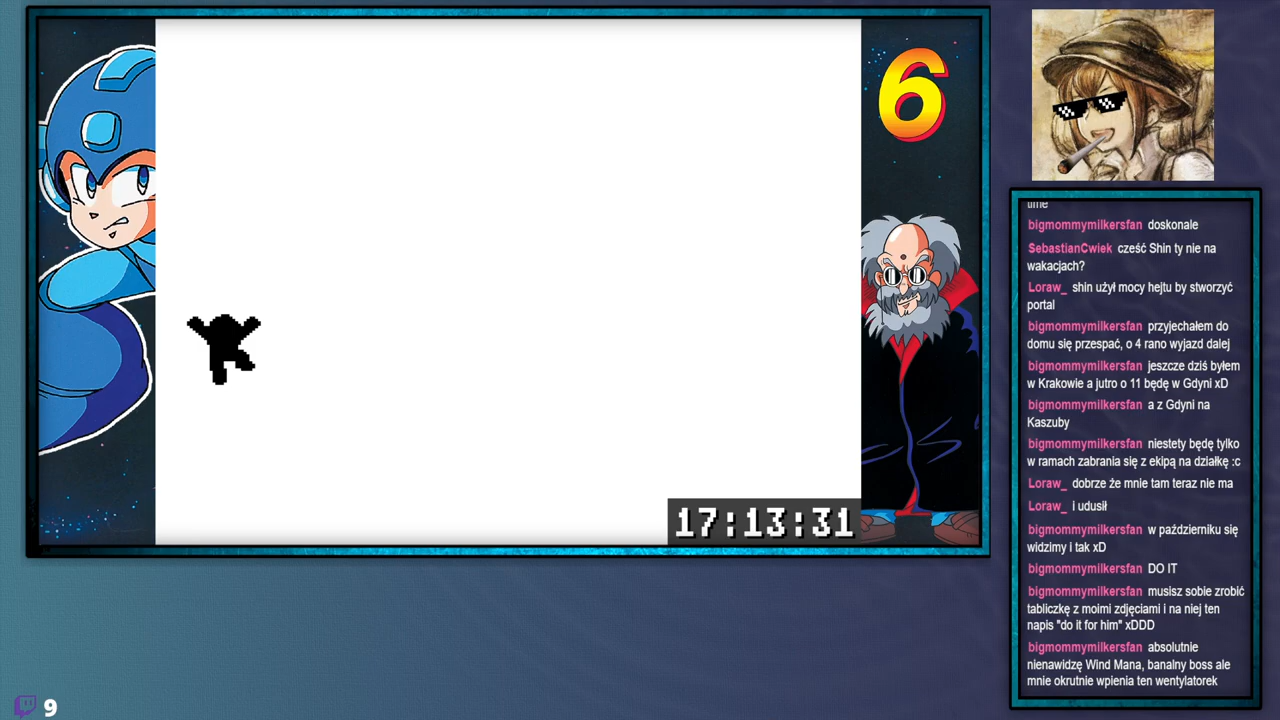 6
time
bigmommymilkersfan doskonale
SebastianCwiek cześć Shin ty nie na
wakacjach?
Loraw_ shin użył mocy hejtu by stworzyć
portal
bigmommymilkersfan przyjechałem do
domu się przespać, o 4 rano wyjazd dalej
bigmommymilkersfan jeszcze dziś byłem
w Krakowie a jutro o 11 będę w Gdyni xD
bigmommymilkersfan a z Gdyni na
Kaszuby
bigmommymilkersfan niestety będę tylko
w ramach zabrania się z ekipą na działkę :c
Loraw_ dobrze że mnie tam teraz nie ma
Loraw_ i udusił
bigmommymilkersfan w październiku się
widzimy i tak xD
bigmommymilkersfan DO IT
bigmommymilkersfan musisz sobie zrobić
tabliczkę z moimi zdjęciami i na niej ten
napis "do it for him" xDDD
bigmommymilkersfan absolutnie
nienawidzę Wind Mana, banalny boss ale
mnie okrutnie wpienia ten wentylatorek
17:13:31
9